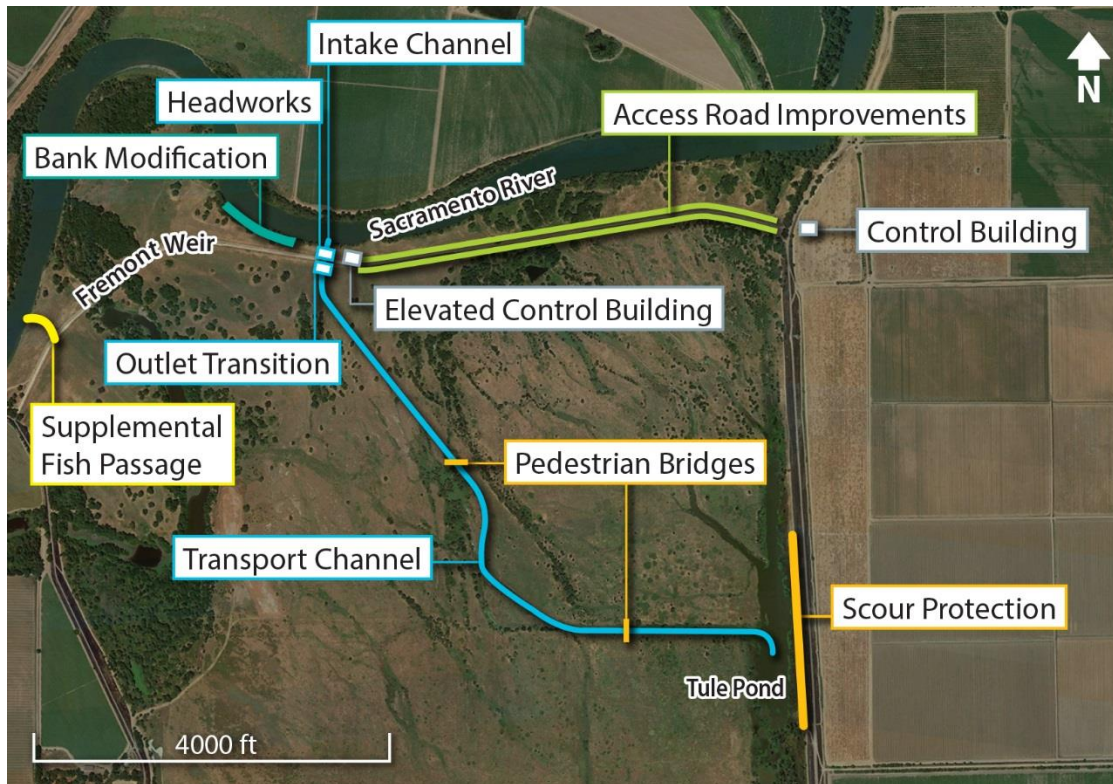 Intake Channel
Headworks
Access Road Improvements
N
Bank Modification
Sacramento River
Control Building
Fremont Weir
Elevated Control Building
Outlet Transition
Supplemental
Fish Passage
Pedestrian Bridges
Transport Channel
Scour Protection
Tule Pond
4000 ft